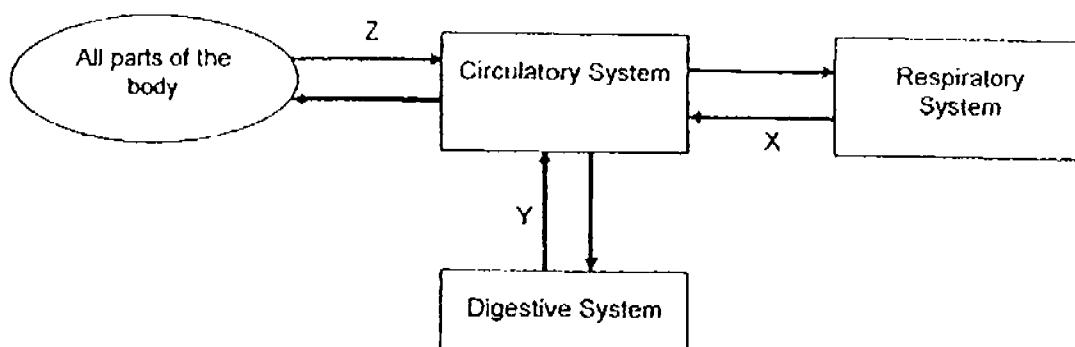 All parts of the
body
Z
Circulatory System
Respiratory
System
X
Y
Digestive System